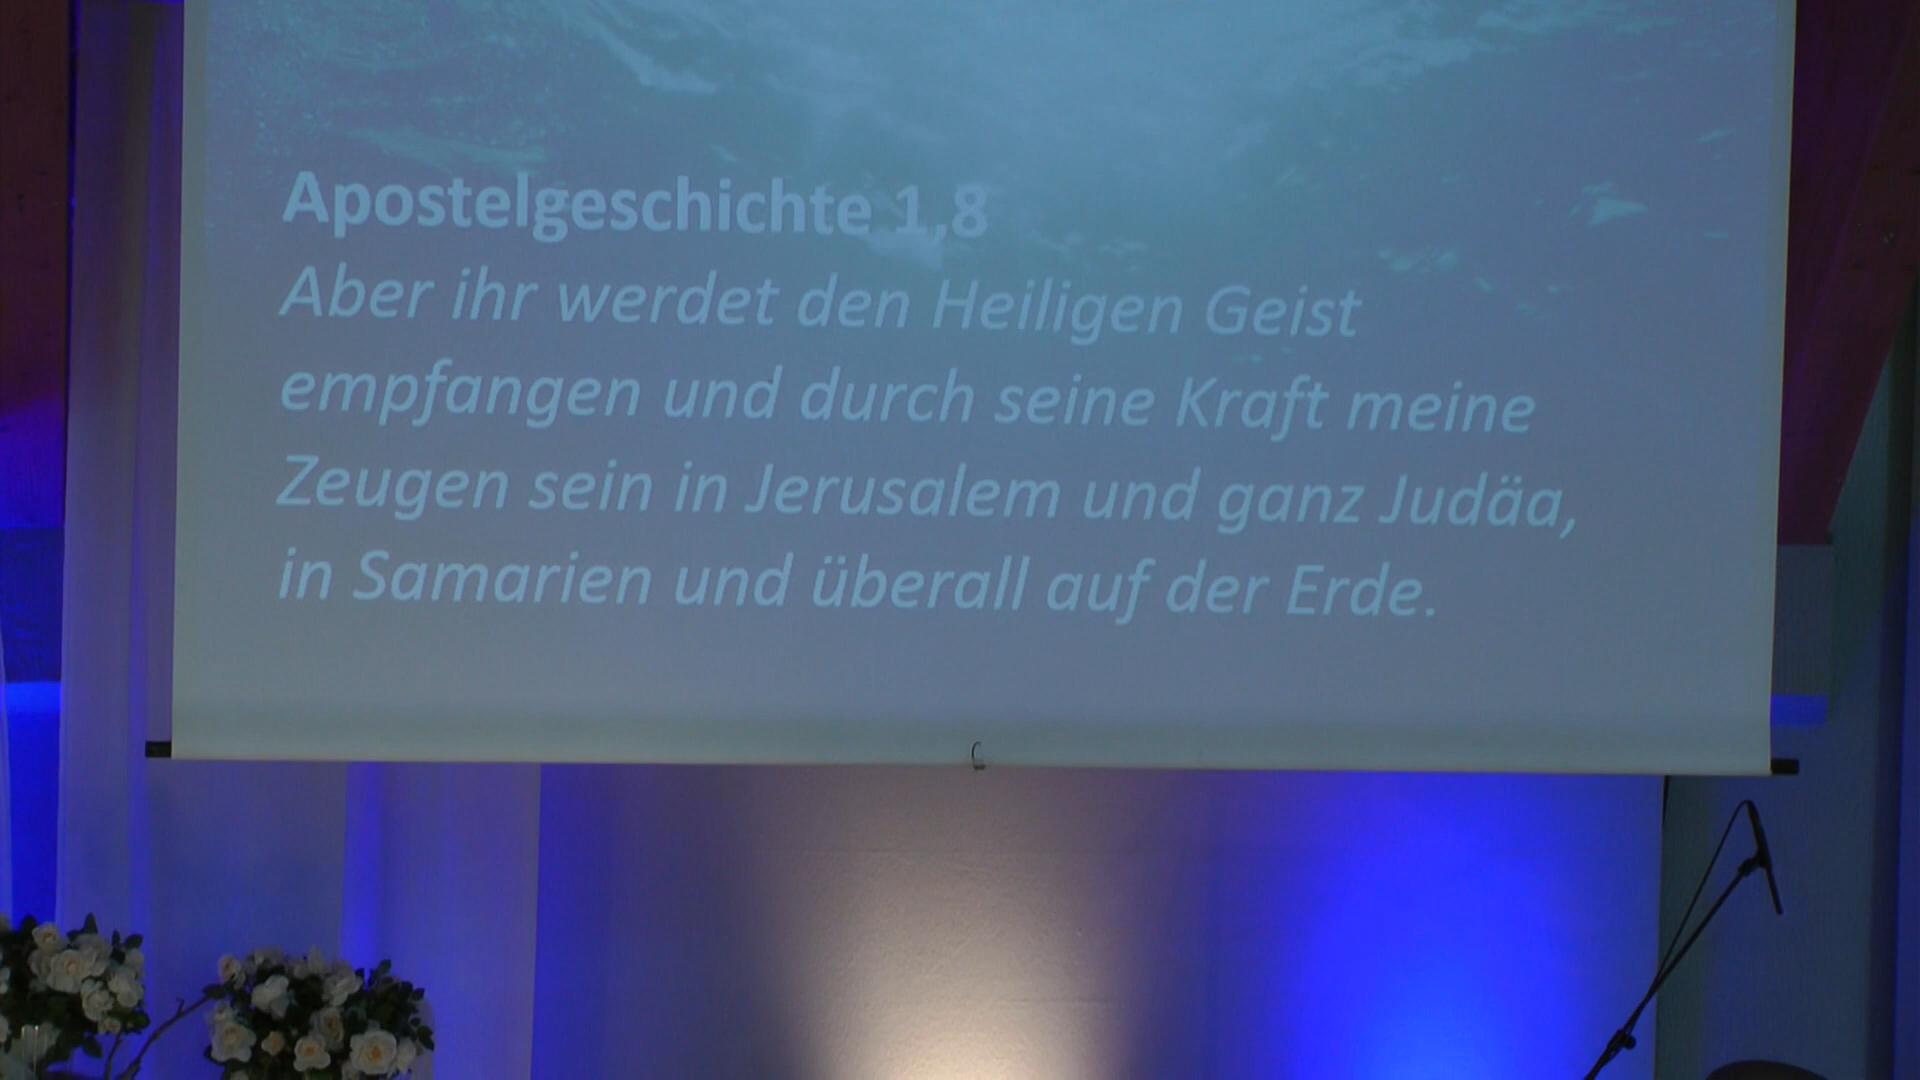 Apostelgeschichte 1,8
Aber ihr werdet den Heiligen Geist
empfangen und durch seine Kraft meine
Zeugen sein in Jerusalem und ganz Judäa,
in Samarien und überall auf der Erde.